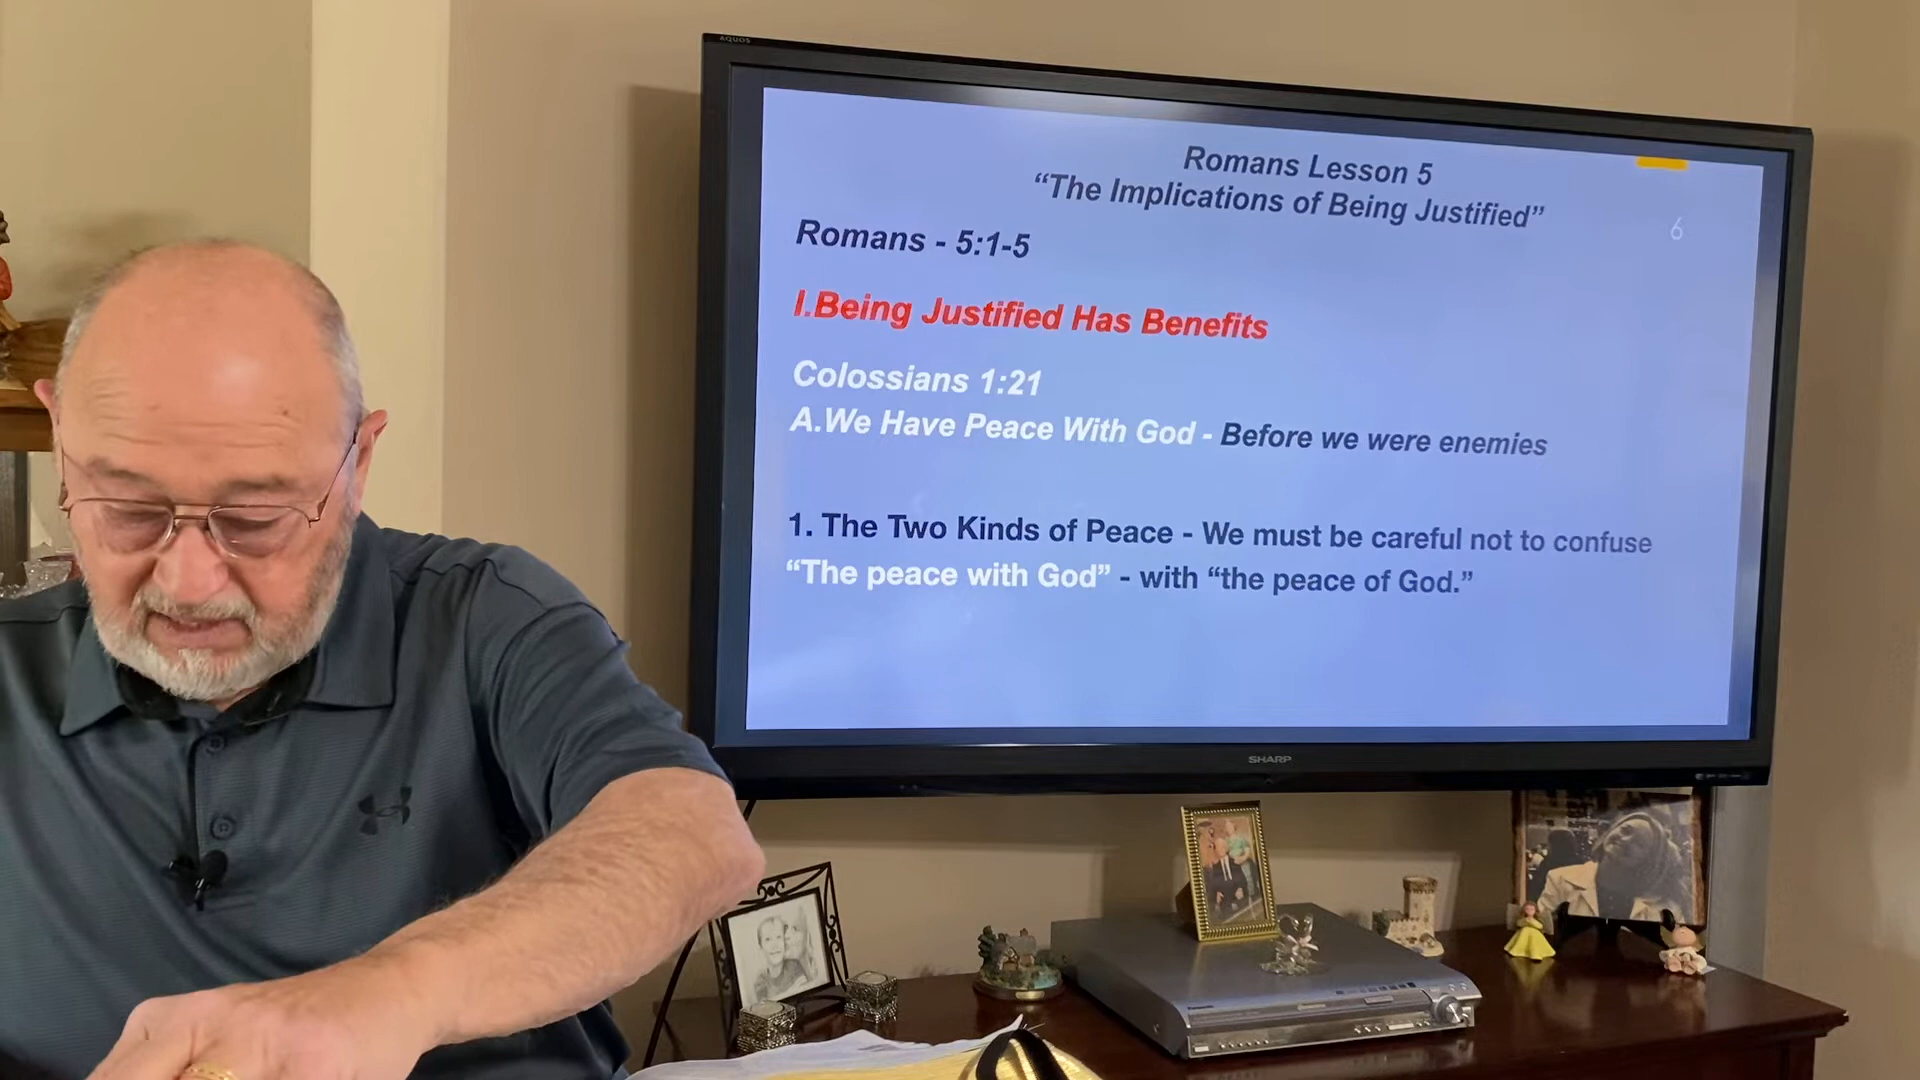 AQUOS
Romans Lesson 5
“The Implications of Being Justified”
6
Romans - 5:1-5
I.Being Justified Has Benefits
Colossians 1:21
A.We Have Peace With God - Before we were enemies
1. The Two Kinds of Peace - We must be careful not to confuse
“The peace with God” - with “the peace of God.”
SHARP
Panasonic